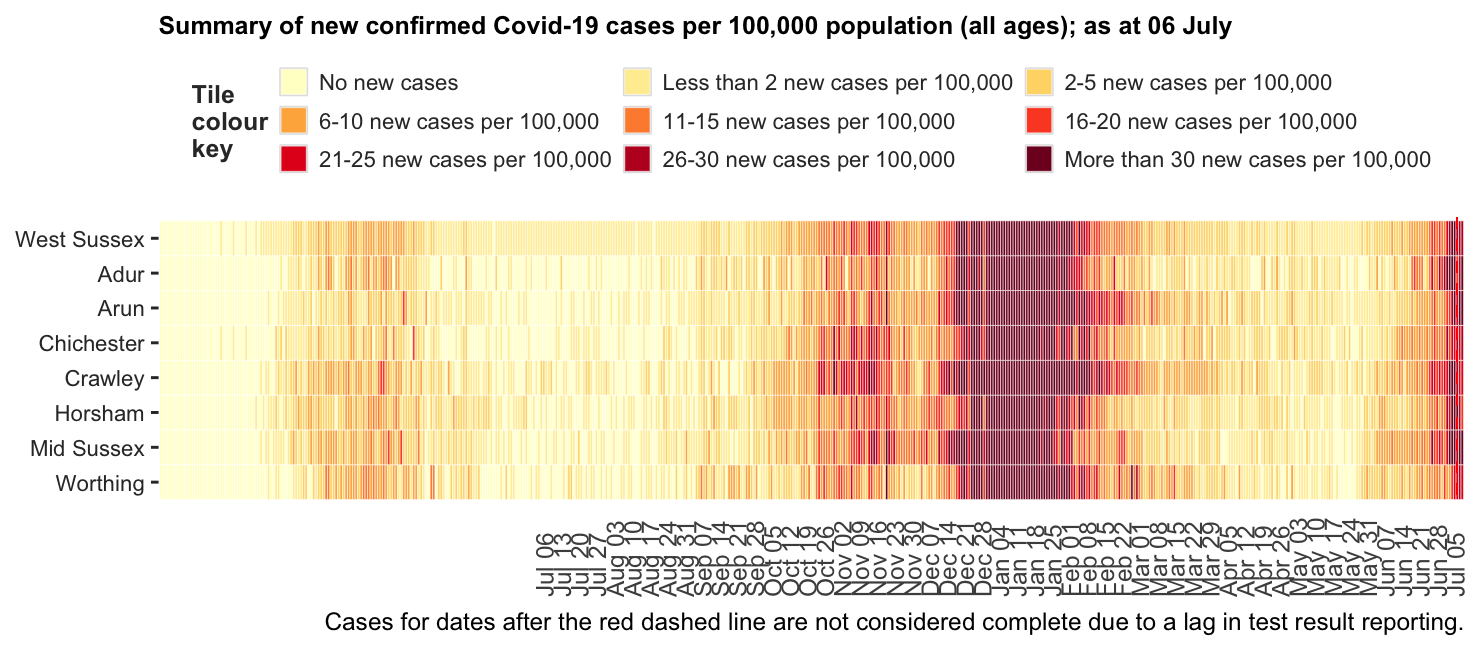 Summary of new confirmed Covid-19 cases per 100,000 population (all ages); as at 06 July
Tile
colour
key
No new cases
Less than 2 new cases per 100,000
2-5 new cases per 100,000
6-10 new cases per 100,000
11-15 new cases per 100,000
16-20 new cases per 100,000
21-25 new cases per 100,000
26-30 new cases per 100,000
More than 30 new cases per 100,000
West Sussex
Adur
Arun
Chichester
Crawley
Horsham
Mid Sussex
Worthing
Jul 06
Jul 13
Jul 20
Jul 27
Aug 03
Aug 10
Aug 17
Aug 24
Aug 31
Sep 07
Sep 14
Sep 21
Sep 28
Oct 05
Oct 12
Oct 19
Oct 26
Nov 02
Nov 09
Nov 16
Nov 23
Nov 30
Dec 07
Dec 14
Dec 21
Dec 28
Jan 04
Jan 11
Jan 18
Jan 25
Feb 01
Feb 08
Feb 15
Feb 22
Mar 01
Mar 08
Mar 15
Mar 22
Mar 29
Apr 05
Apr 12
Apr 19
Apr 26
May 03
May 10
May 17
May 24
May 31
Jun 07
Jun 14
Jun 21
Jun 28
Jul 05
Cases for dates after the red dashed line are not considered complete due to a lag in test result reporting.